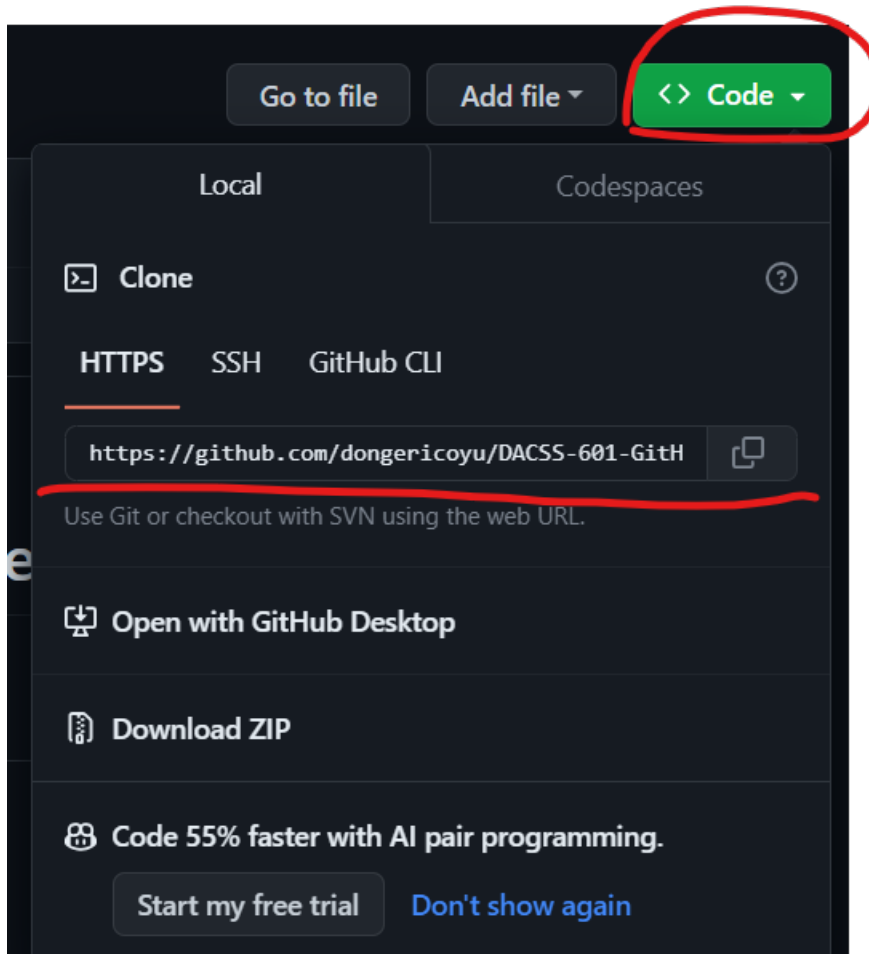 Go to file Add file <> Code
Local Codespaces
Clone
HTTPS SSH GitHub CLI
https://github.com/dongericoyu/DACSS-601-GitH
Use Git or checkout with SVN using the web URL.
e
Open with GitHub Desktop
Download ZIP
Code 55% faster with AI pair programming.
Start my free trial Don't show again